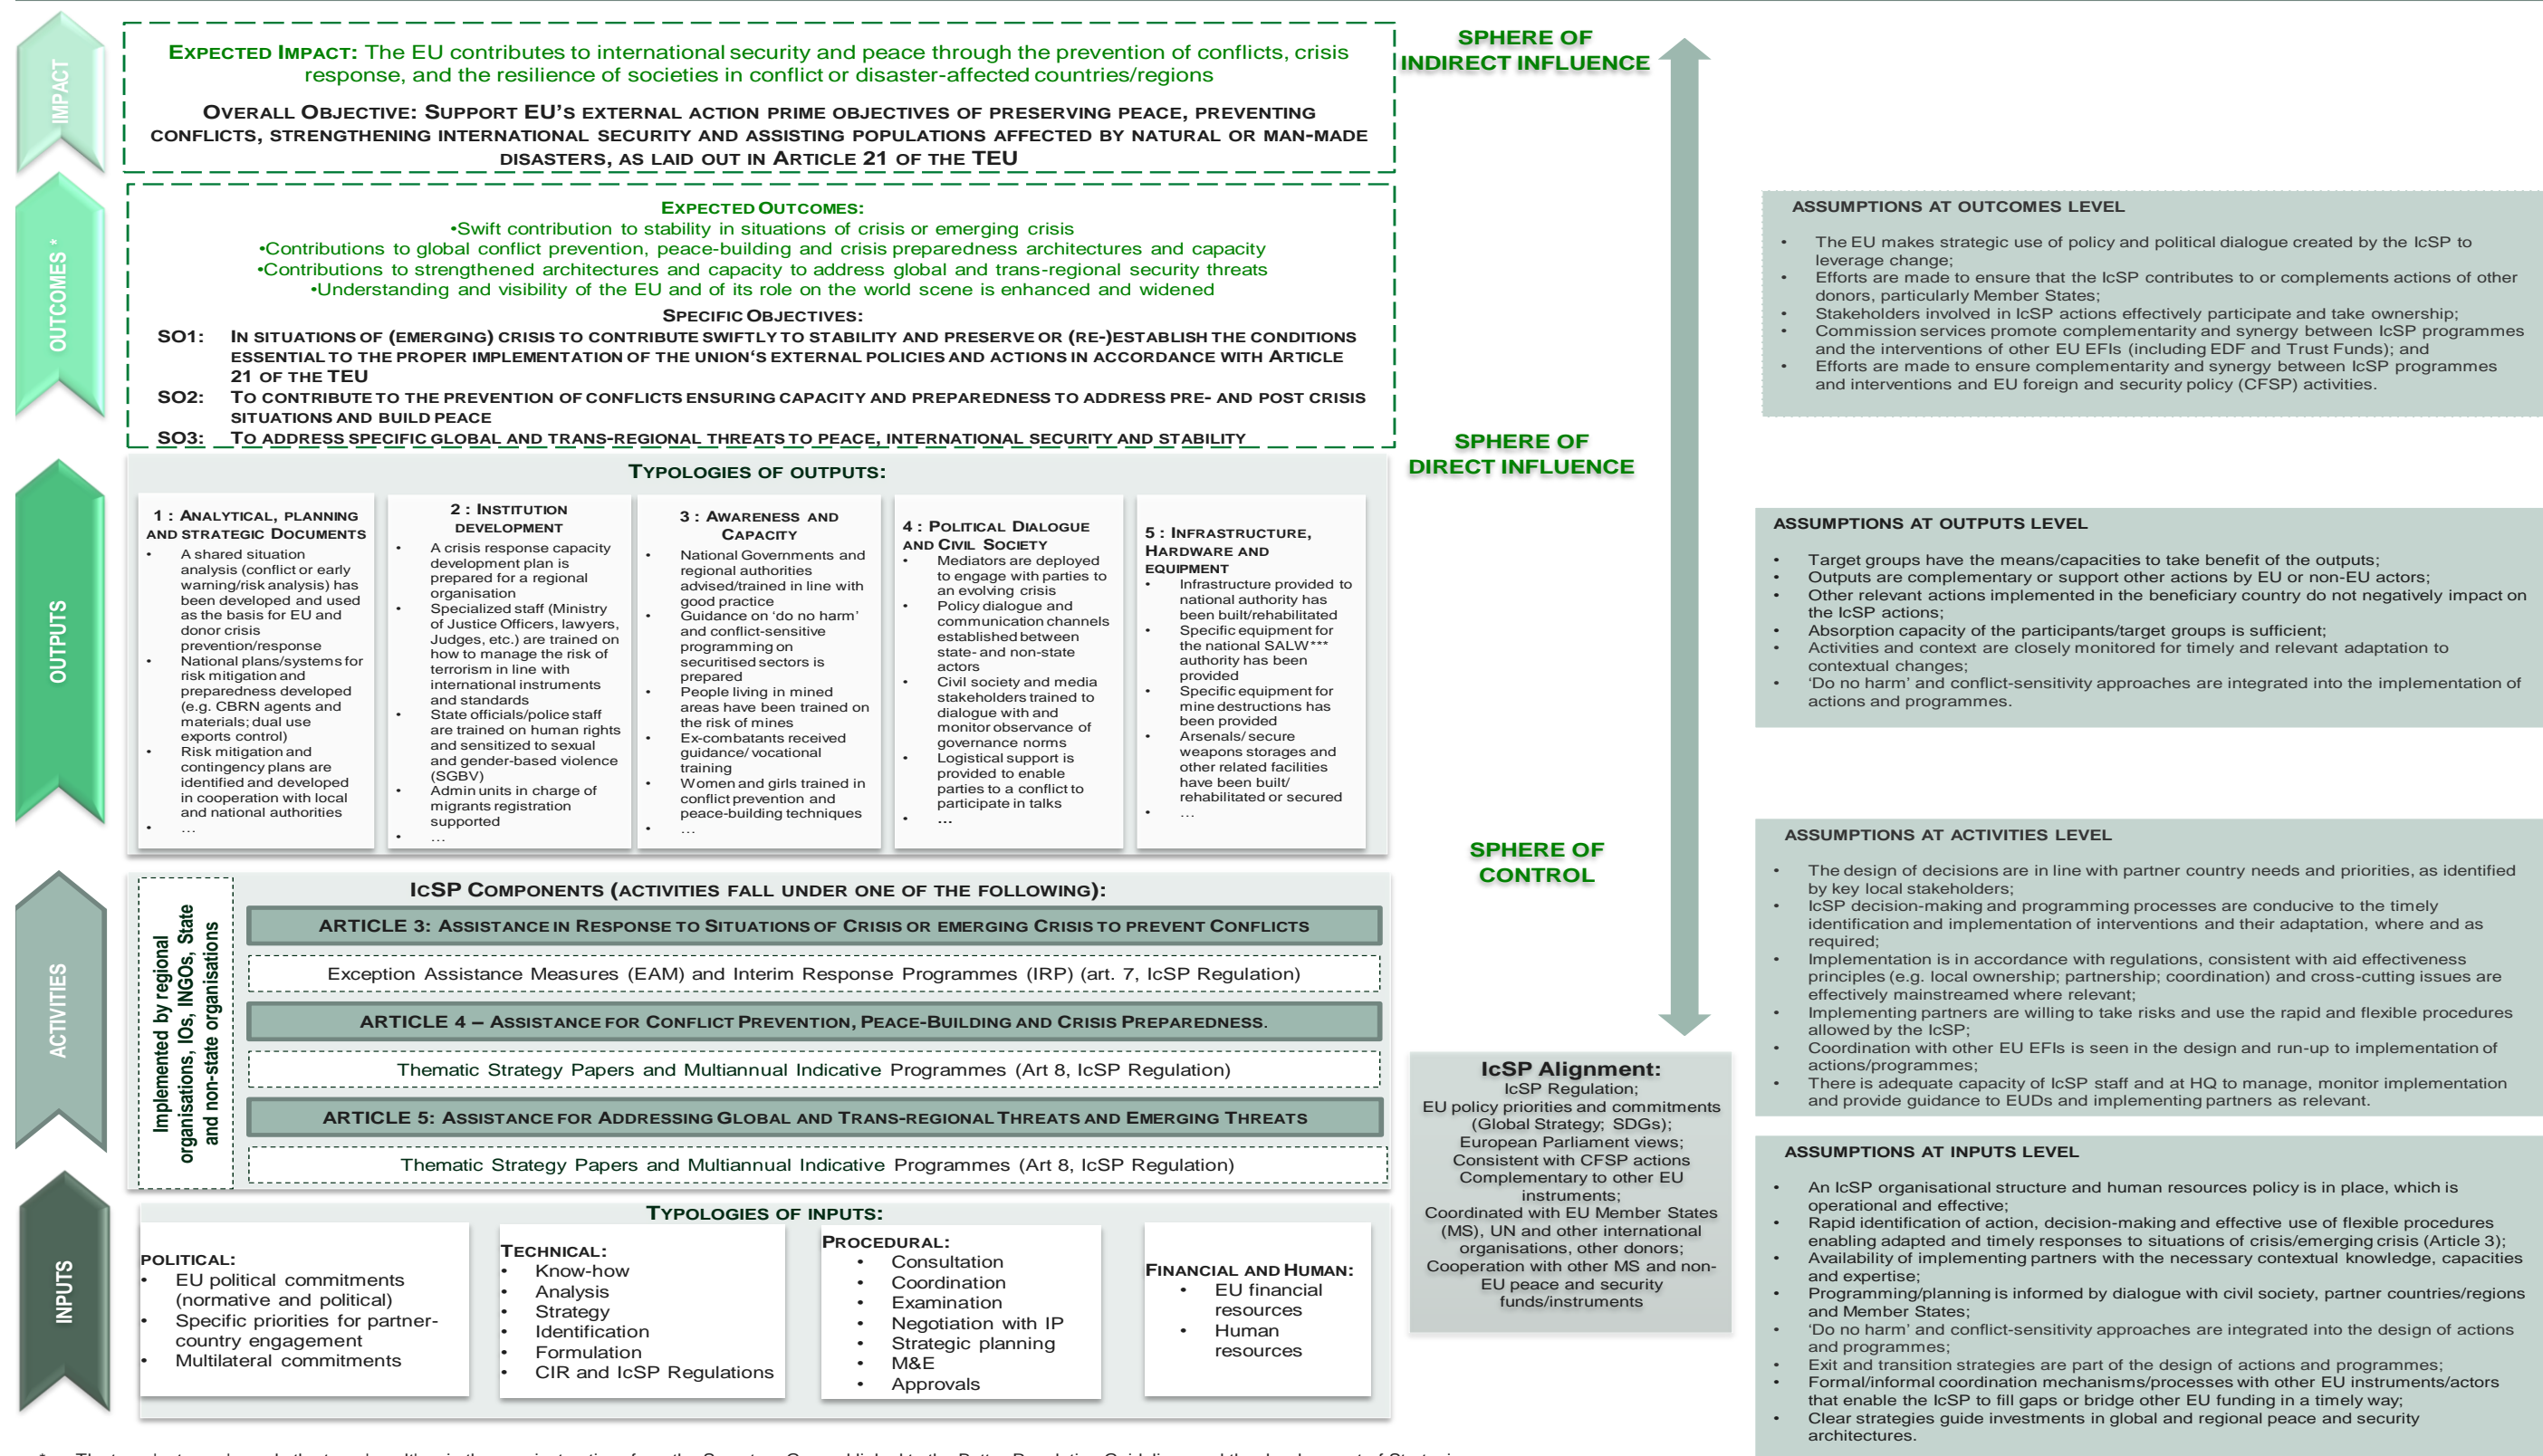 IMPACT
EXPECTED IMPACT: The EU contributes to international security and peace through the prevention of conflicts, crisis
response, and the resilience of societies in conflict or disaster-affected countries/regions
OVERALL OBJECTIVE: SUPPORT EU'S EXTERNAL ACTION PRIME OBJECTIVES OF PRESERVING PEACE, PREVENTING
CONFLICTS, STRENGTHENING INTERNATIONAL SECURITY AND ASSISTING POPULATIONS AFFECTED BY NATURAL OR MAN-MADE
DISASTERS, AS LAID OUT IN ARTICLE 21 OF THE TEU
SPHERE OF
INDIRECT INFLUENCE
OUTCOMES *
EXPECTED OUTCOMES:
•Swift contribution to stability in situations of crisis or emerging crisis
•Contributions to global conflict prevention, peace-building and crisis preparedness architectures and capacity
•Contributions to strengthened architectures and capacity to address global and trans-regional security threats
•Understanding and visibility of the EU and of its role on the world scene is enhanced and widened
SPECIFIC OBJECTIVES:
SO1: IN SITUATIONS OF (EMERGING) CRISIS TO CONTRIBUTE SWIFTLY TO STABILITY AND PRESERVE OR (RE-)ESTABLISH THE CONDITIONS
ESSENTIAL TO THE PROPER IMPLEMENTATION OF THE UNION'S EXTERNAL POLICIES AND ACTIONS IN ACCORDANCE WITH ARTICLE
21 OF THE TEU
SO2: TO CONTRIBUTE TO THE PREVENTION OF CONFLICTS ENSURING CAPACITY AND PREPAREDNESS TO ADDRESS PRE- AND POST CRISIS
SITUATIONS AND BUILD PEACE
SO3: TO ADDRESS SPECIFIC GLOBAL AND TRANS-REGIONAL THREATS TO PEACE, INTERNATIONAL SECURITY AND STABILITY
SPHERE OF
DIRECT INFLUENCE
ASSUMPTIONS AT OUTCOMES LEVEL
• The EU makes strategic use of policy and political dialogue created by the IcSP to
leverage change;
• Efforts are made to ensure that the IcSP contributes to or complements actions of other
donors, particularly Member States;
• Stakeholders involved in IcSP actions effectively participate and take ownership;
• Commission services promote complementarity and synergy between IcSP programmes
and the interventions of other EU EFIs (including EDF and Trust Funds); and
• Efforts are made to ensure complementarity and synergy between IcSP programmes
and interventions and EU foreign and security policy (CFSP) activities.
OUTPUTS
TYPOLOGIES OF OUTPUTS:
1 : ANALYTICAL, PLANNING
AND STRATEGIC DOCUMENTS
• A shared situation
analysis (conflict or early
warning/risk analysis) has
been developed and used
as the basis for EU and
donor crisis
prevention/response
• National plans/systems for
risk mitigation and
preparedness developed
(e.g. CBRN agents and
materials; dual use
exports control)
• Risk mitigation and
contingency plans are
identified and developed
in cooperation with local
and national authorities
• …
2 : INSTITUTION
DEVELOPMENT
• A crisis response capacity
development plan is
prepared for a regional
organisation
• Specialized staff (Ministry
of Justice Officers, lawyers,
Judges, etc.) are trained on
how to manage the risk of
terrorism in line with
international instruments
and standards
• State officials/police staff
are trained on human rights
and sensitized to sexual
and gender-based violence
(SGBV)
• Admin units in charge of
migrants registration
supported
• …
3 : AWARENESS AND
CAPACITY
• National Governments and
regional authorities
advised/trained in line with
good practice
• Guidance on 'do no harm'
and conflict-sensitive
programming on
securitised sectors is
prepared
• People living in mined
areas have been trained on
the risk of mines
• Ex-combatants received
guidance/ vocational
training
• Women and girls trained in
conflict prevention and
peace-building techniques
• …
4 : POLITICAL DIALOGUE
AND CIVIL SOCIETY
• Mediators are deployed
to engage with parties to
an evolving crisis
• Policy dialogue and
communication channels
established between
state- and non-state
actors
• Civil society and media
stakeholders trained to
dialogue with and
monitor observance of
governance norms
• Logistical support is
provided to enable
parties to a conflict to
participate in talks
• …
5 : INFRASTRUCTURE,
HARDWARE AND
EQUIPMENT
• Infrastructure provided to
national authority has
been built/rehabilitated
• Specific equipment for
the national SALW***
authority has been
provided
• Specific equipment for
mine destructions has
been provided
• Arsenals/ secure
weapons storages and
other related facilities
have been built/
rehabilitated or secured
• …
ASSUMPTIONS AT OUTPUTS LEVEL
• Target groups have the means/capacities to take benefit of the outputs;
• Outputs are complementary or support other actions by EU or non-EU actors;
• Other relevant actions implemented in the beneficiary country do not negatively impact on
the IcSP actions;
• Absorption capacity of the participants/target groups is sufficient;
• Activities and context are closely monitored for timely and relevant adaptation to
contextual changes;
• 'Do no harm' and conflict-sensitivity approaches are integrated into the implementation of
actions and programmes.
SPHERE OF
CONTROL
ACTIVITIES
Implemented by regional
organisations, IOs, INGOs, State
and non-state organisations
ICSP COMPONENTS (ACTIVITIES FALL UNDER ONE OF THE FOLLOWING):
ARTICLE 3: ASSISTANCE IN RESPONSE TO SITUATIONS OF CRISIS OR EMERGING CRISIS TO PREVENT CONFLICTS
Exception Assistance Measures (EAM) and Interim Response Programmes (IRP) (art. 7, IcSP Regulation)
ARTICLE 4 – ASSISTANCE FOR CONFLICT PREVENTION, PEACE-BUILDING AND CRISIS PREPAREDNESS.
Thematic Strategy Papers and Multiannual Indicative Programmes (Art 8, IcSP Regulation)
ARTICLE 5: ASSISTANCE FOR ADDRESSING GLOBAL AND TRANS-REGIONAL THREATS AND EMERGING THREATS
Thematic Strategy Papers and Multiannual Indicative Programmes (Art 8, IcSP Regulation)
ASSUMPTIONS AT ACTIVITIES LEVEL
• The design of decisions are in line with partner country needs and priorities, as identified
by key local stakeholders;
• IcSP decision-making and programming processes are conducive to the timely
identification and implementation of interventions and their adaptation, where and as
required;
• Implementation is in accordance with regulations, consistent with aid effectiveness
principles (e.g. local ownership; partnership; coordination) and cross-cutting issues are
effectively mainstreamed where relevant;
• Implementing partners are willing to take risks and use the rapid and flexible procedures
allowed by the IcSP;
• Coordination with other EU EFIs is seen in the design and run-up to implementation of
actions/programmes;
• There is adequate capacity of IcSP staff and at HQ to manage, monitor implementation
and provide guidance to EUDs and implementing partners as relevant.
IcSP Alignment:
IcSP Regulation;
EU policy priorities and commitments
(Global Strategy; SDGs);
European Parliament views;
Consistent with CFSP actions
Complementary to other EU
instruments;
Coordinated with EU Member States
(MS), UN and other international
organisations, other donors;
Cooperation with other MS and non-
EU peace and security
funds/instruments
INPUTS
TYPOLOGIES OF INPUTS:
POLITICAL:
• EU political commitments
(normative and political)
• Specific priorities for partner-
country engagement
• Multilateral commitments
TECHNICAL:
• Know-how
• Analysis
• Strategy
• Identification
• Formulation
• CIR and IcSP Regulations
PROCEDURAL:
• Consultation
• Coordination
• Examination
• Negotiation with IP
• Strategic planning
• M&E
• Approvals
FINANCIAL AND HUMAN:
• EU financial
resources
• Human
resources
ASSUMPTIONS AT INPUTS LEVEL
• An IcSP organisational structure and human resources policy is in place, which is
operational and effective;
• Rapid identification of action, decision-making and effective use of flexible procedures
enabling adapted and timely responses to situations of crisis/emerging crisis (Article 3);
• Availability of implementing partners with the necessary contextual knowledge, capacities
and expertise;
• Programming/planning is informed by dialogue with civil society, partner countries/regions
and Member States;
• 'Do no harm' and conflict-sensitivity approaches are integrated into the design of actions
and programmes;
• Exit and transition strategies are part of the design of actions and programmes;
• Formal/informal coordination mechanisms/processes with other EU instruments/actors
that enable the IcSP to fill gaps or bridge other EU funding in a timely way;
• Clear strategies guide investments in global and regional peace and security
architectures.